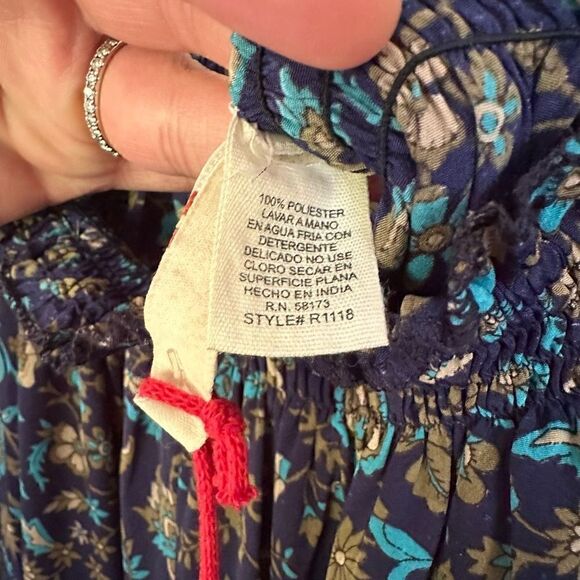 100% POLIESTER
LAVAR A MANO
EN AGUA FRIA CON
DETERGENTE
DELICADO NO USE
CLORO SECAR EN
SUPERFICIE PLANA
HECHO EN INDIA
R.N. 58173
STYLE# R1118